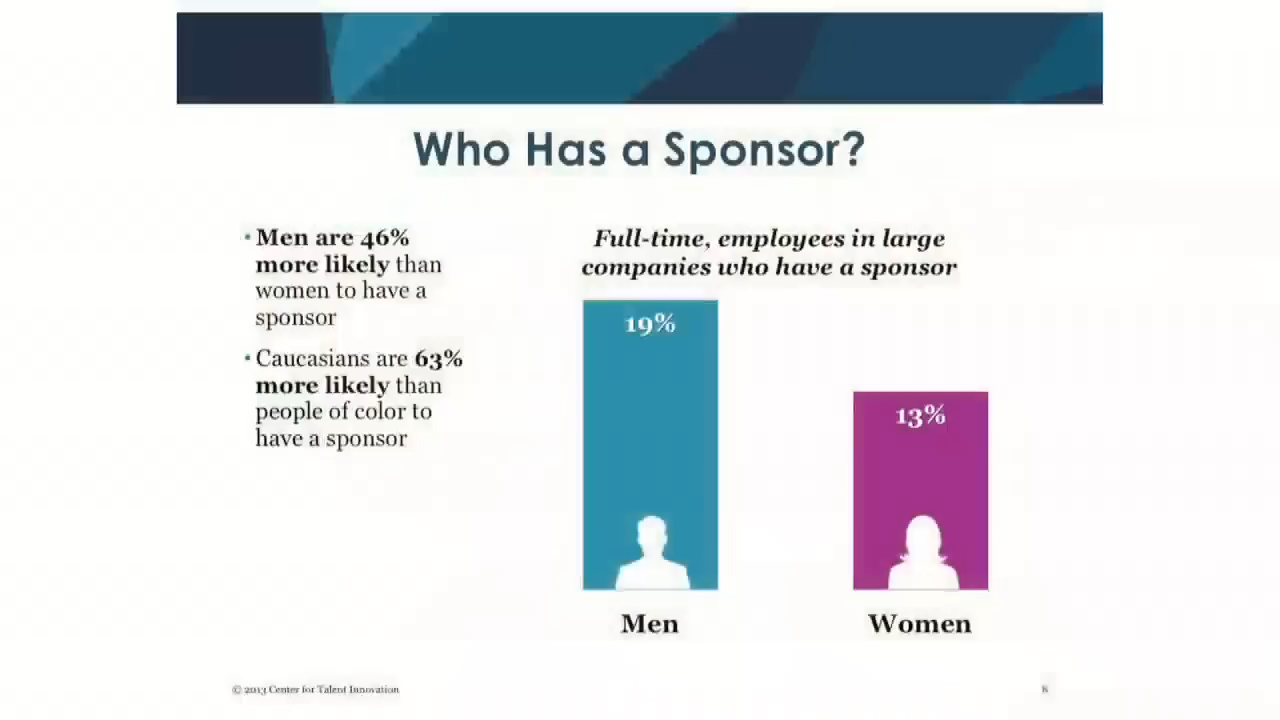 Who Has a Sponsor?
• Men are 46%
more likely than
women to have a
sponsor
• Caucasians are 63%
more likely than
people of color to
have a sponsor
Full-time, employees in large
companies who have a sponsor
19%
13%
Men
Women
© 2013 Center for Talent Innovation